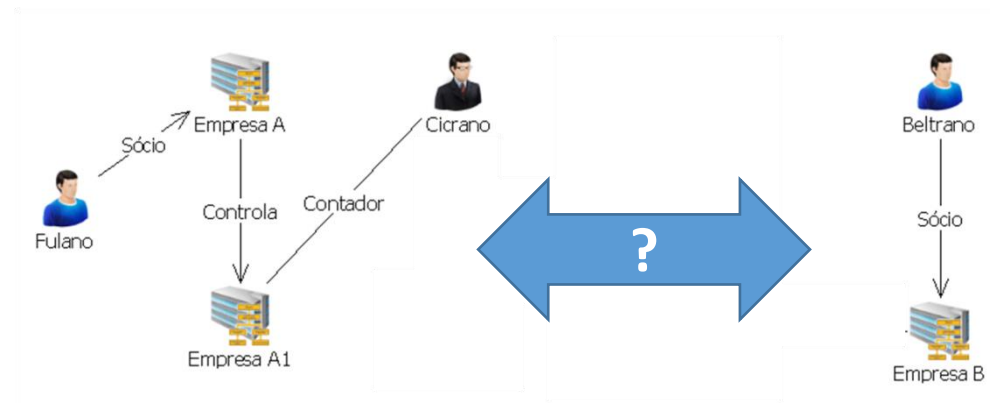 Empresa A
Cicrano
Beltrano
Sócio
Controla
Contador
Fulano
?
Sócio
Empresa A1
Empresa B